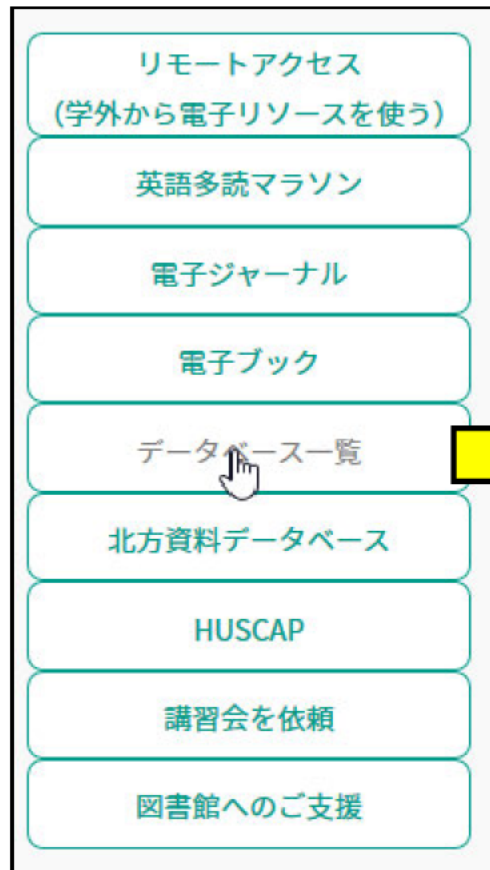 リモートアクセス
(学外から電子リソースを使う)
英語多読マラソン
電子ジャーナル
電子ブック
データベース一覧
北方資料データベース
HUSCAP
講習会を依頼
図書館へのご支援